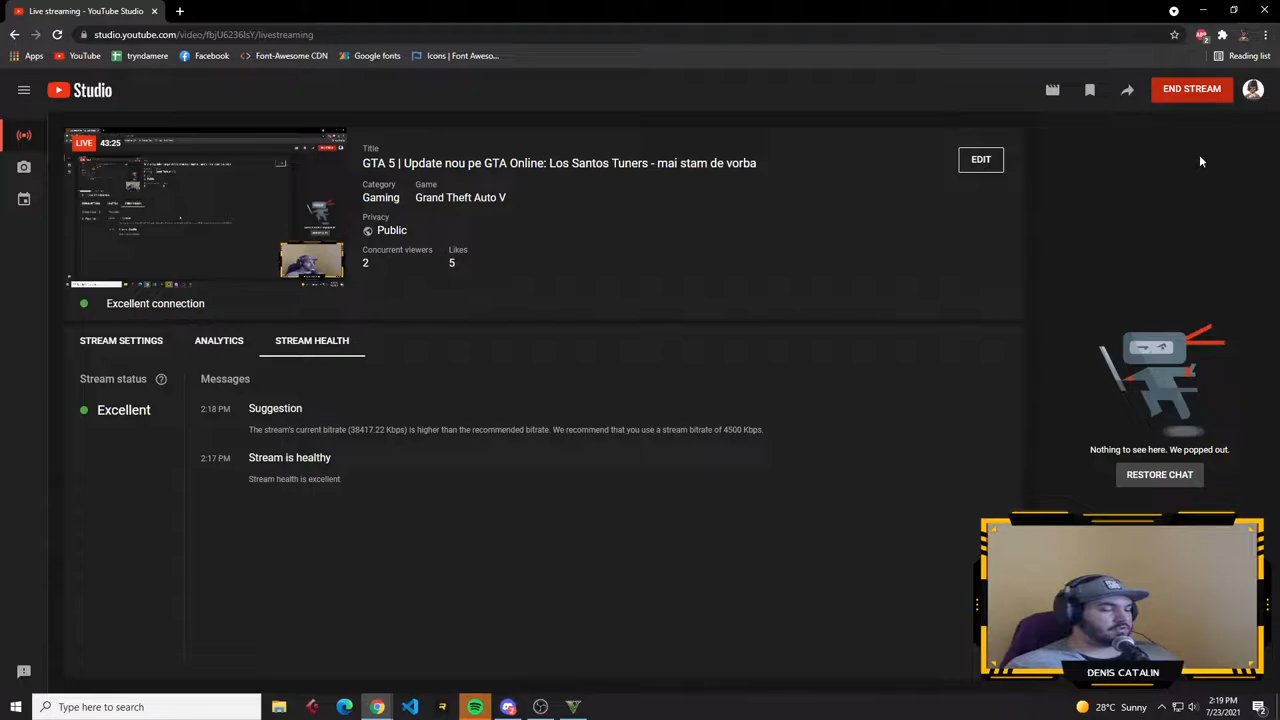 Live streaming - YouTube Studio
studio.youtube.com/video/fbjU6236IsY/livestreaming
Apps YouTube tryndamere Facebook Font-Awesome CDN Google fonts Icons | Font Aweso... Reading list
Studio
END STREAM
LIVE 43:25
Title
GTA 5 | Update nou pe GTA Online: Los Santos Tuners - mai stam de vorba
EDIT
Category Game
Gaming Grand Theft Auto V
Privacy
Public
Concurrent viewers Likes
2 5
Excellent connection
STREAM SETTINGS ANALYTICS STREAM HEALTH
Stream status Messages
Excellent
2:18 PM Suggestion
The stream's current bitrate (38417.22 Kbps) is higher than the recommended bitrate. We recommend that you use a stream bitrate of 4500 Kbps.
2:17 PM Stream is healthy
Stream health is excellent
Nothing to see here. We popped out.
RESTORE CHAT
DENIS CATALIN
Type here to search
28°C Sunny
2:19 PM
7/23/2021
2